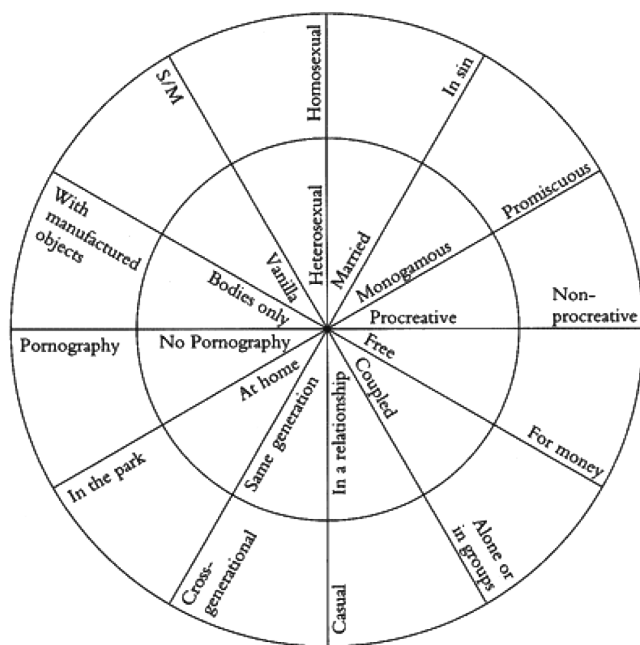 Homosexual
In sin
Promiscuous
Non-
procreative
For money
Alone or
in groups
Casual
Cross-
generational
In the park
Pornography
With
manufactured
objects
S/M
Heterosexual
Married
Monogamous
Procreative
Free
Coupled
In a relationship
Same generation
At home
No Pornography
Bodies only
Vanilla